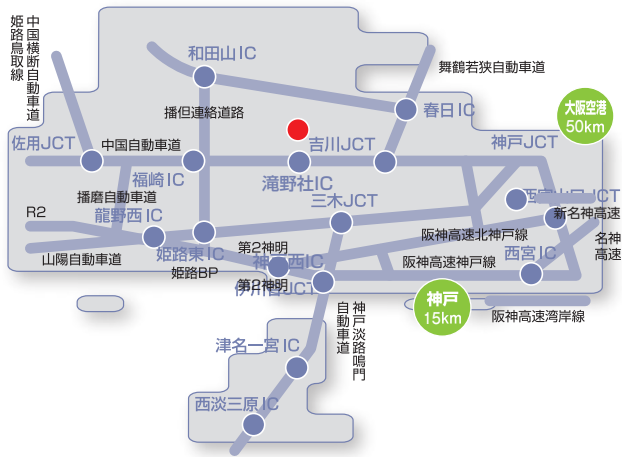 中国横断自動車道
姫路鳥取線
和田山IC
舞鶴若狭自動車道
播但連絡道路
春日IC
大阪空港
50km
佐用JCT
中国自動車道
吉川JCT
神戸JCT
福崎IC
滝野社IC
播磨自動車道
三木JCT
西宮山口JCT
R2
龍野西IC
新名神高速
阪神高速北神戸線
名神
高速
姫路東IC
第2神明
西宮IC
山陽自動車道
姫路BP
阪神高速神戸線
第2神明
神戸
15km
阪神高速湾岸線
神戸淡路鳴門
自動車道
津名一宮IC
西淡三原IC